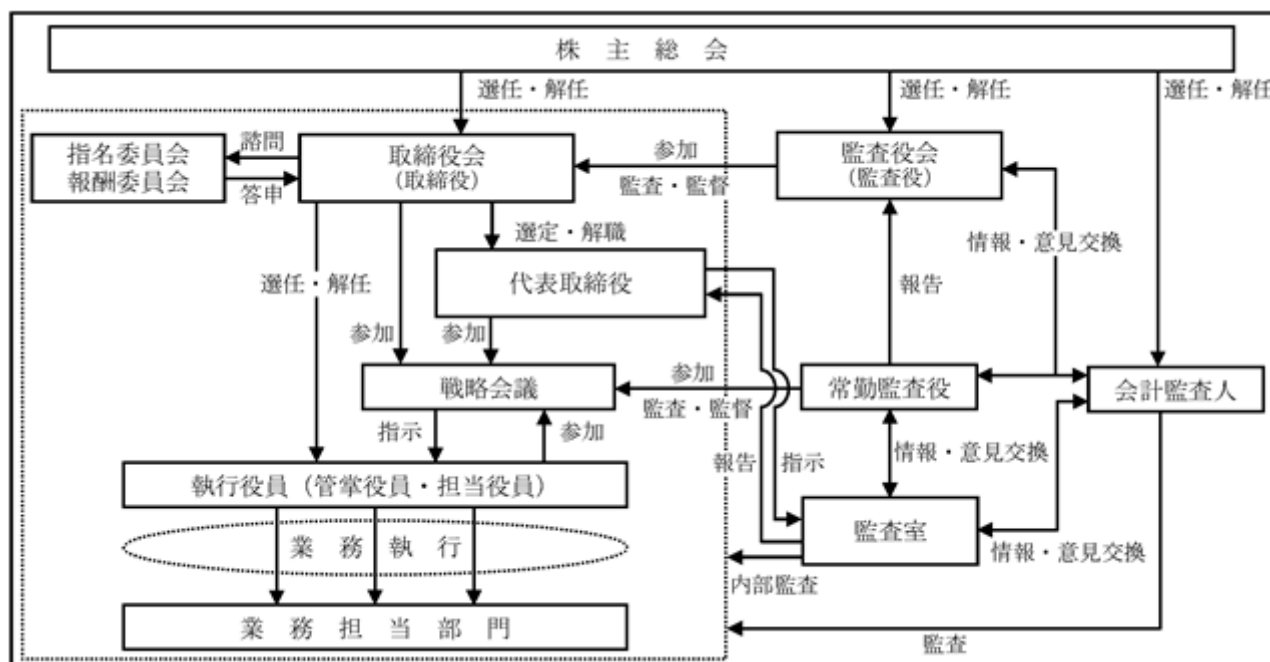 株 主 総 会
選任・解任
選任・解任
選任・解任
指名委員会
報酬委員会
諮問
答申
取締役会
(取締役)
参加
監査・監督
監査役会
(監査役)
選定・解職
情報・意見交換
選任・解任
代表取締役
報告
参加
参加
戦略会議
参加
監査・監督
常勤監査役
会計監査人
指示
参加
報告
指示
情報・意見交換
執行役員（管掌役員・担当役員）
監査室
業 務 執 行
情報・意見交換
内部監査
業 務 担 当 部 門
監査